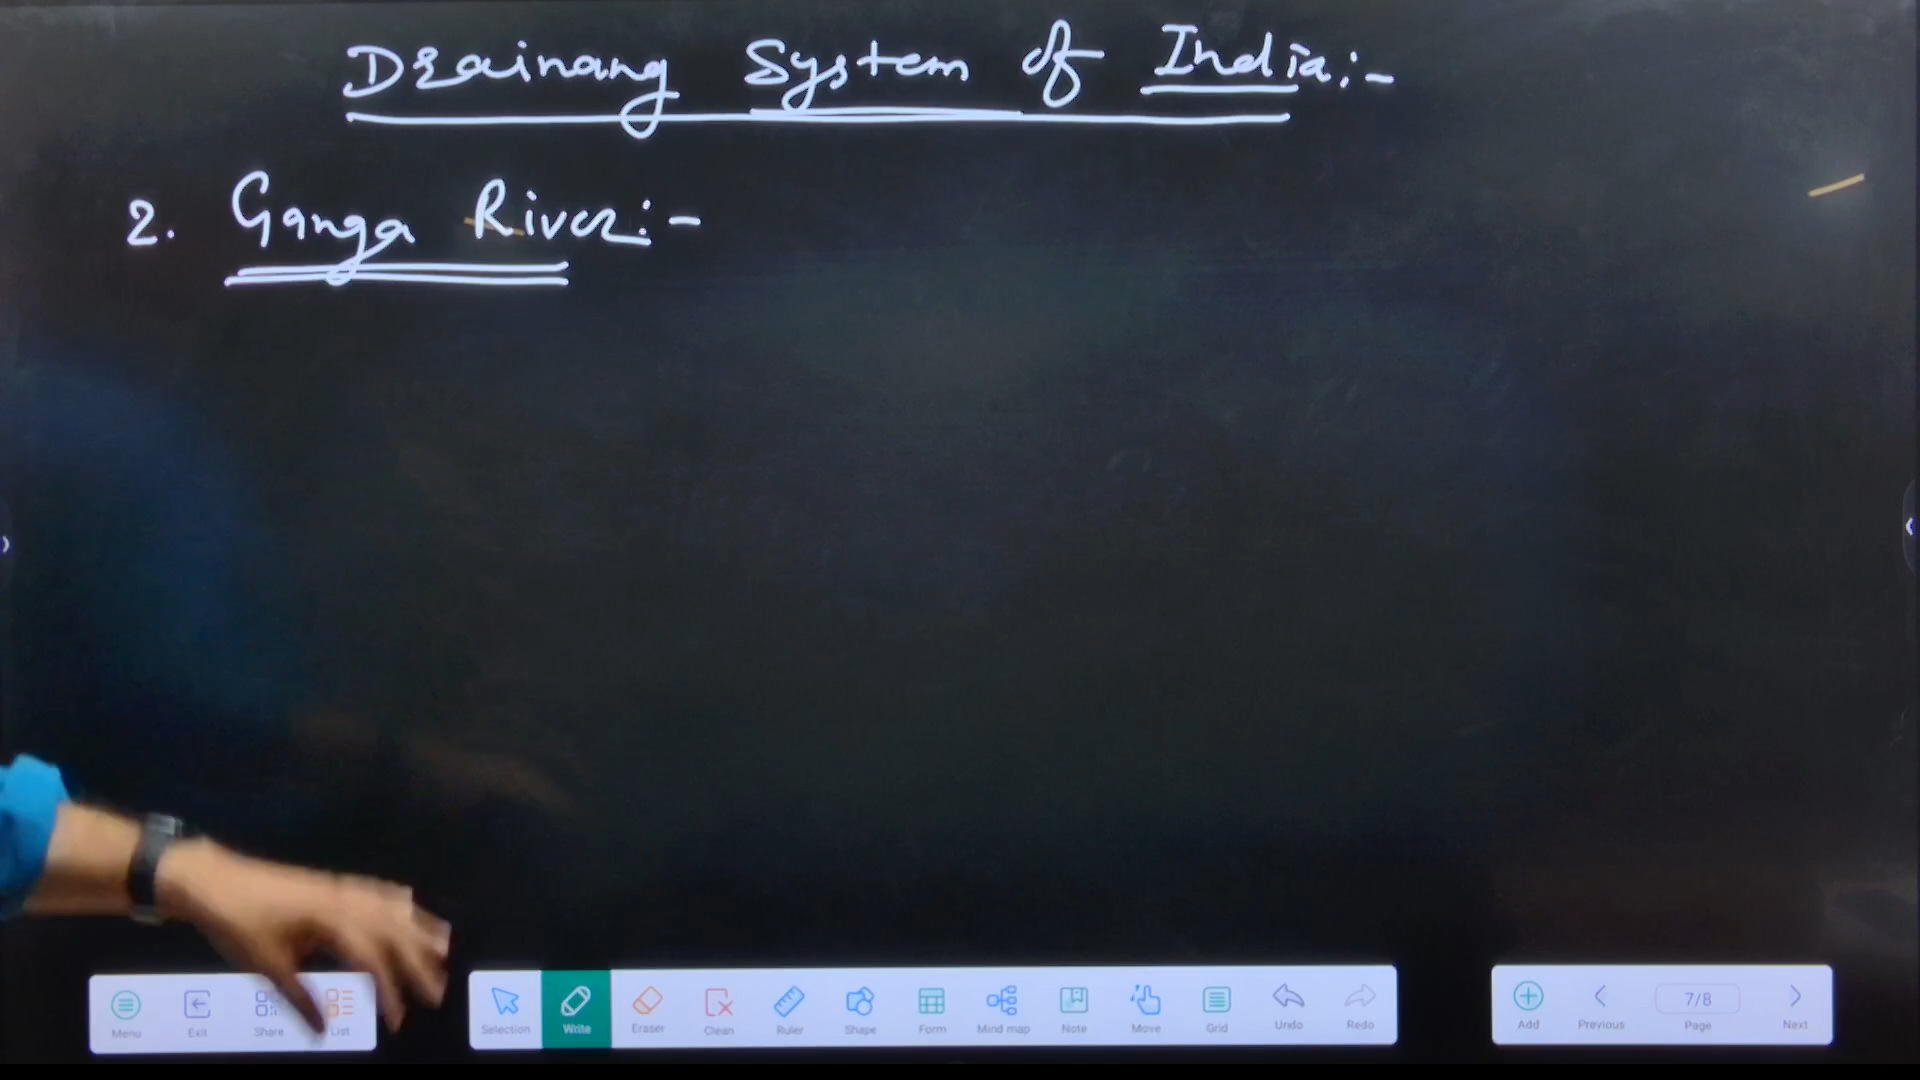 Drainang System of India:-
2. Ganga River:-
Menu Exit Share List Selection Write Eraser Clean Ruler Shape Form Mind map Note Move Grid Undo Redo Add Previous 7/8 Page Next